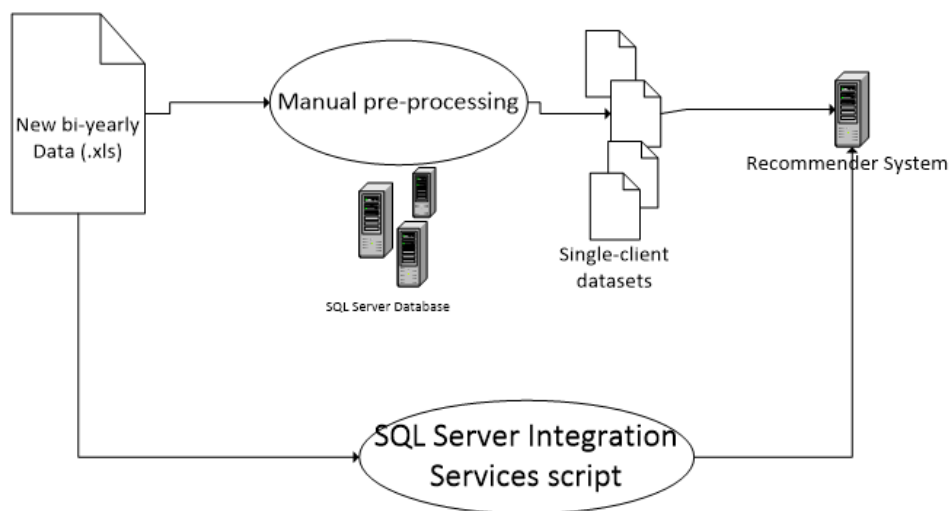 New bi-yearly
Data (.xls)
Manual pre-processing
SQL Server Database
Single-client
datasets
Recommender System
SQL Server Integration
Services script